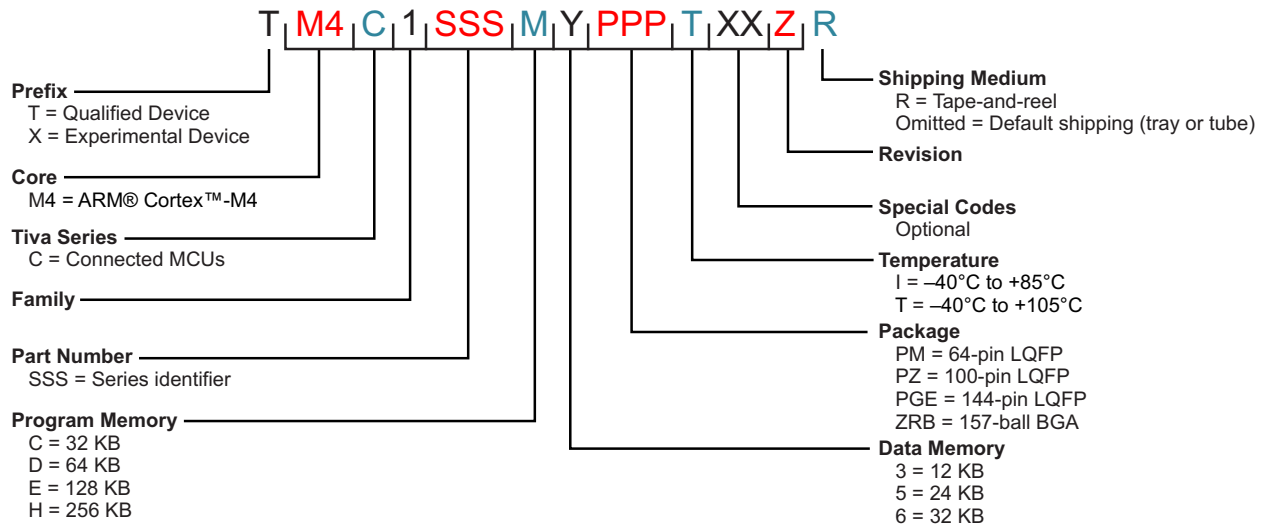 T M4 C 1 SSS M Y PPP T XX Z R
Prefix
T = Qualified Device
X = Experimental Device
Core
M4 = ARM® Cortex™-M4
Tiva Series
C = Connected MCUs
Family
Part Number
SSS = Series identifier
Program Memory
C = 32 KB
D = 64 KB
E = 128 KB
H = 256 KB
Shipping Medium
R = Tape-and-reel
Omitted = Default shipping (tray or tube)
Revision
Special Codes
Optional
Temperature
I = –40°C to +85°C
T = –40°C to +105°C
Package
PM = 64-pin LQFP
PZ = 100-pin LQFP
PGE = 144-pin LQFP
ZRB = 157-ball BGA
Data Memory
3 = 12 KB
5 = 24 KB
6 = 32 KB